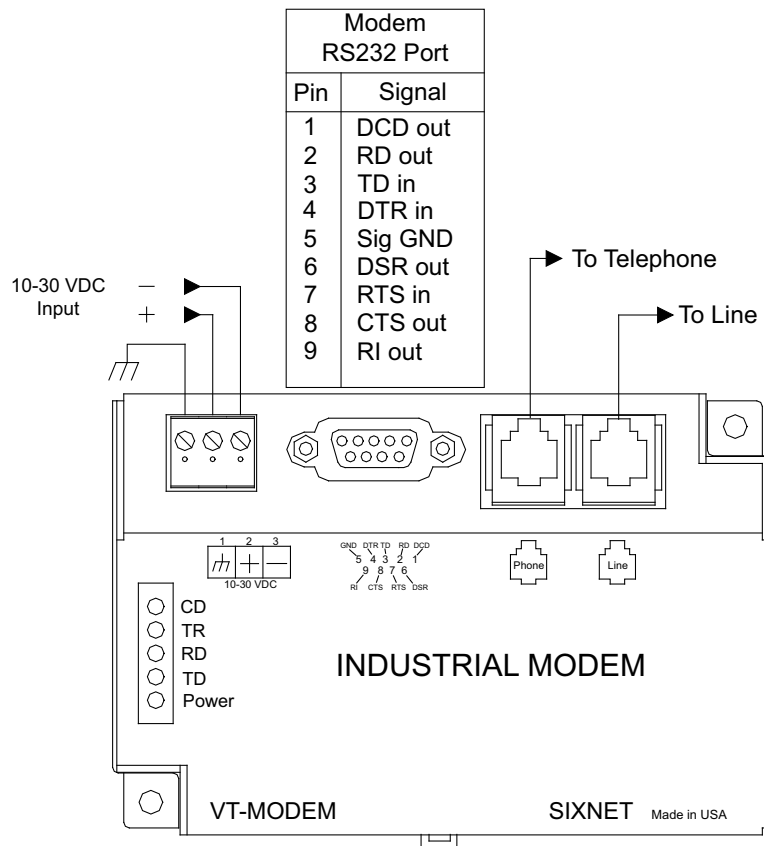 Modem
RS232 Port
Pin Signal
1 DCD out
2 RD out
3 TD in
4 DTR in
5 Sig GND
6 DSR out
7 RTS in
8 CTS out
9 RI out
10-30 VDC −
Input +
To Telephone
To Line
1 2 3
+ −
10-30 VDC
GND DTR TD RD DCD
5 4 3 2 1
9 8 7 6
RI CTS RTS DSR
Phone
Line
CD
TR
RD
TD
Power
INDUSTRIAL MODEM
VT-MODEM
SIXNET Made in USA